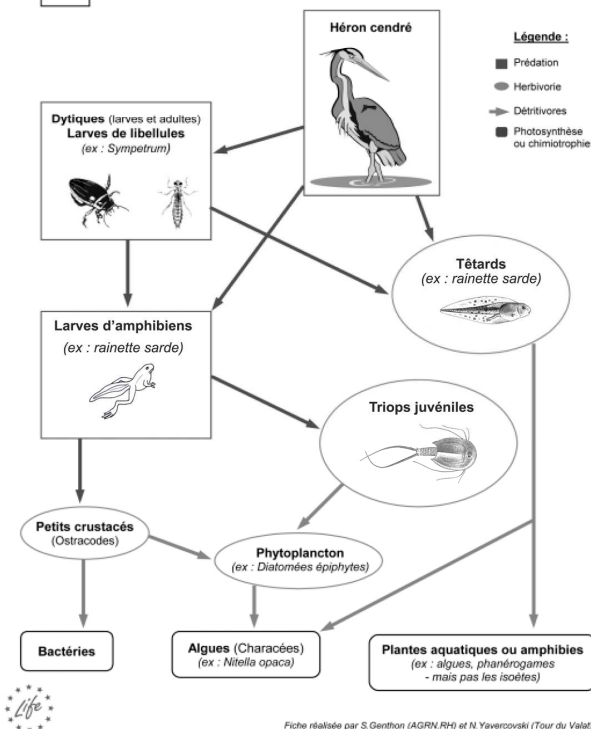 Héron cendré
Légende :
Prédation
Herbivorie
Détritivores
Photosynthèse
ou chimiotrophie
Dytiques (larves et adultes)
Larves de libellules
(ex : Sympetrum)
Têtards
(ex : rainette sarde)
Larves d'amphibiens
(ex : rainette sarde)
Triops juvéniles
Petits crustacés
(Ostracodes)
Phytoplancton
(ex : Diatomées épiphytes)
Bactéries
Algues (Characées)
(ex : Nitella opaca)
Plantes aquatiques ou amphibies
(ex : algues, phanérogames
- mais pas les isoètes)
Life
Fiche réalisée par S.Genthon (AGRN.RH) et N.Yavercovski (Tour du Valat